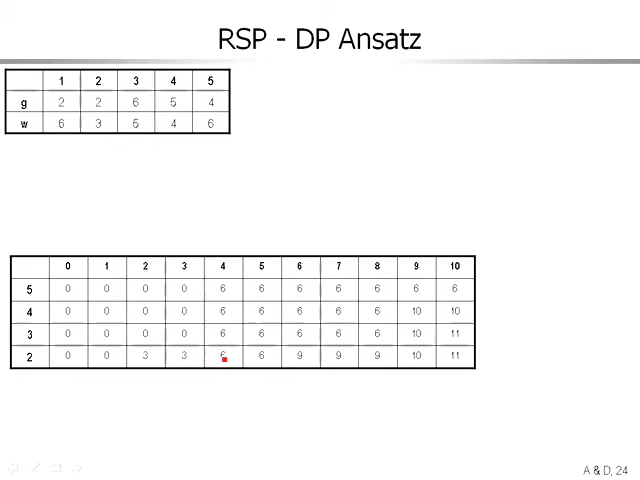 RSP - DP Ansatz
1 2 3 4 5
g 2 2 6 5 4
w 6 3 5 4 6
0 1 2 3 4 5 6 7 8 9 10
5 0 0 0 0 6 6 6 6 6 6 6
4 0 0 0 0 6 6 6 6 6 10 10
3 0 0 0 0 6 6 6 6 6 10 11
2 0 0 3 3 6 6 9 9 9 10 11
A & D, 24